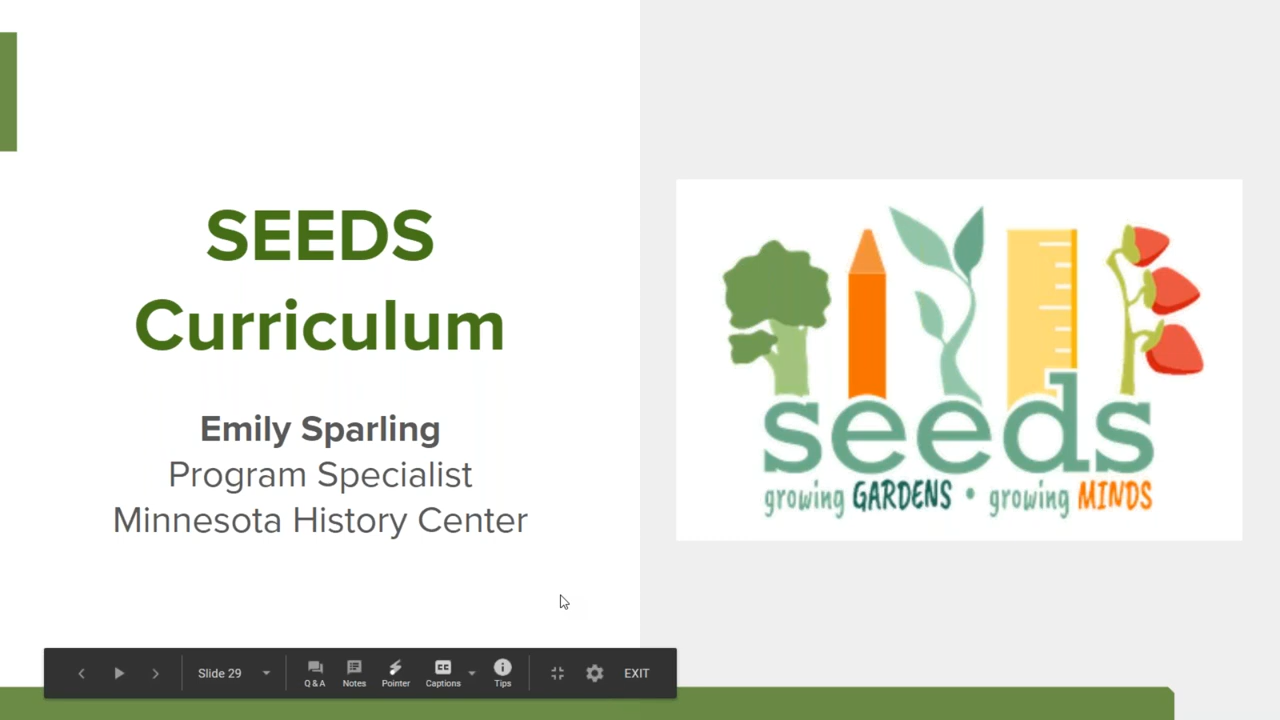 SEEDS
Curriculum
Emily Sparling
Program Specialist
Minnesota History Center
seeds
growing GARDENS • growing MINDS
Slide 29
Q & A
Notes
Pointer
CC
Captions
Tips
EXIT